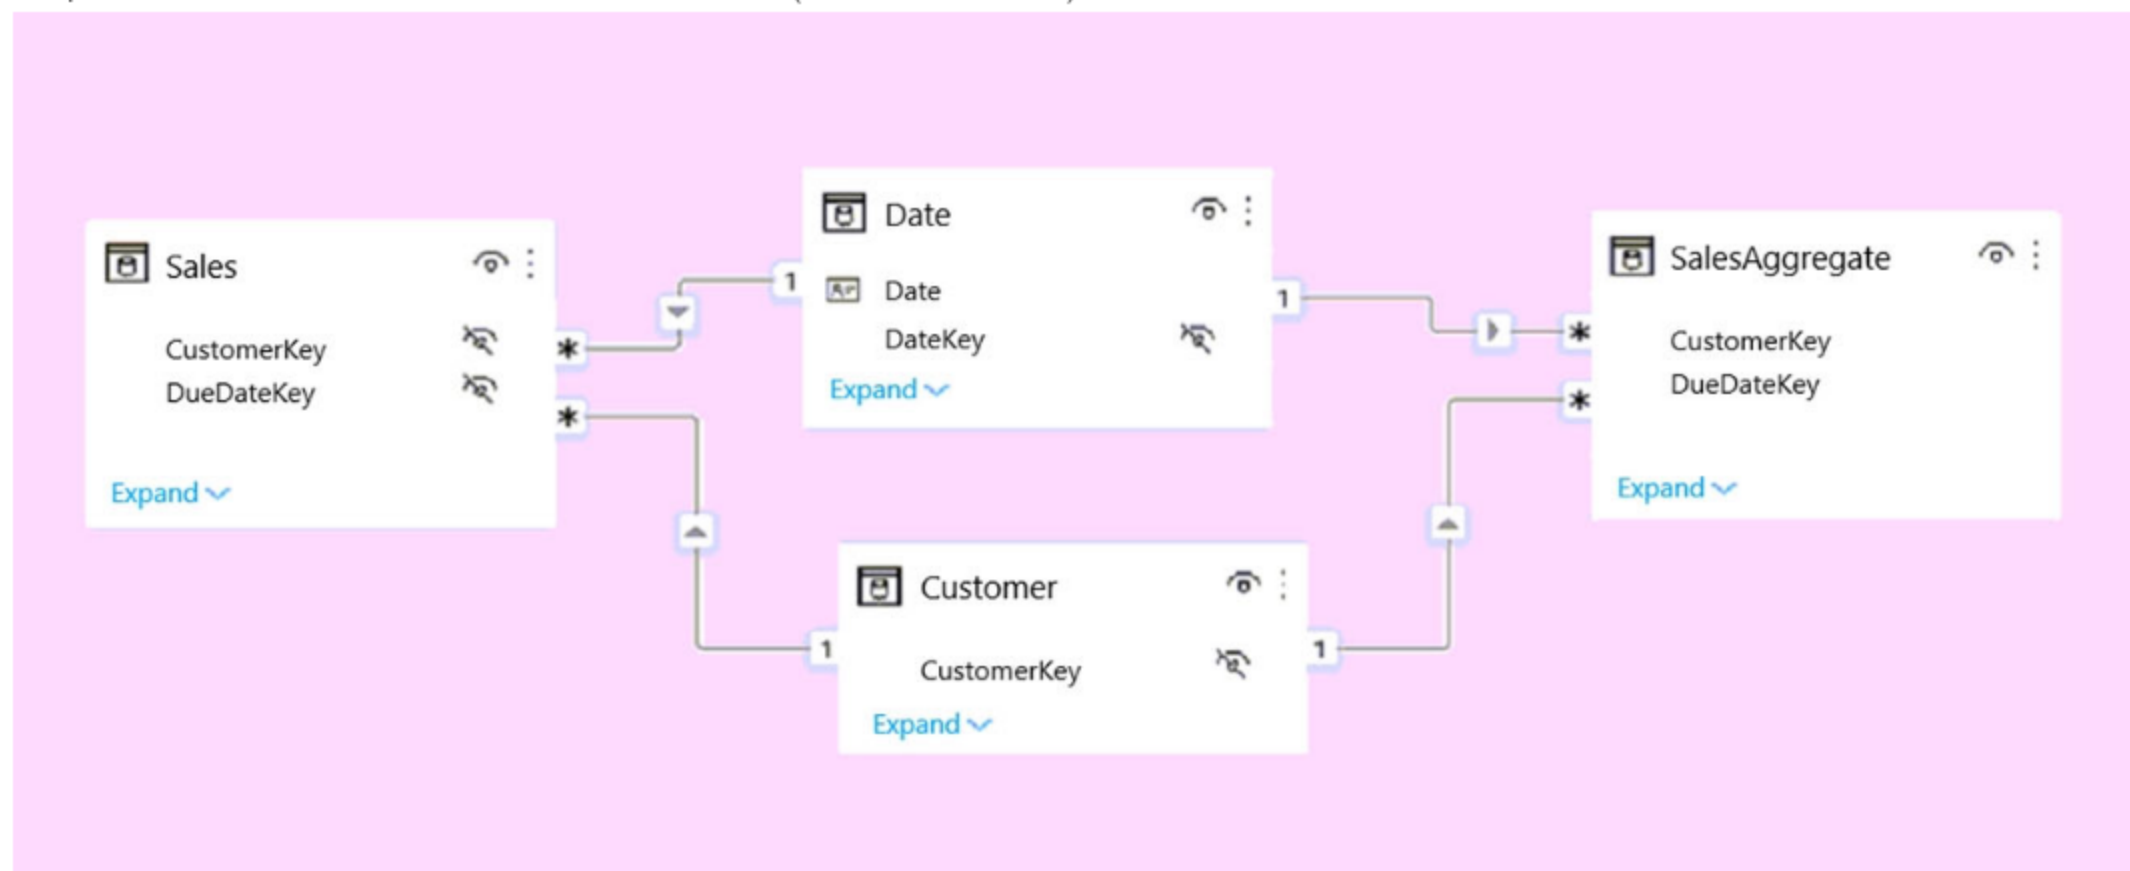 Sales
CustomerKey
DueDateKey
Expand
*
*
1
Date
Date
DateKey
Expand
1
1
Customer
CustomerKey
Expand
1
*
*
SalesAggregate
CustomerKey
DueDateKey
Expand